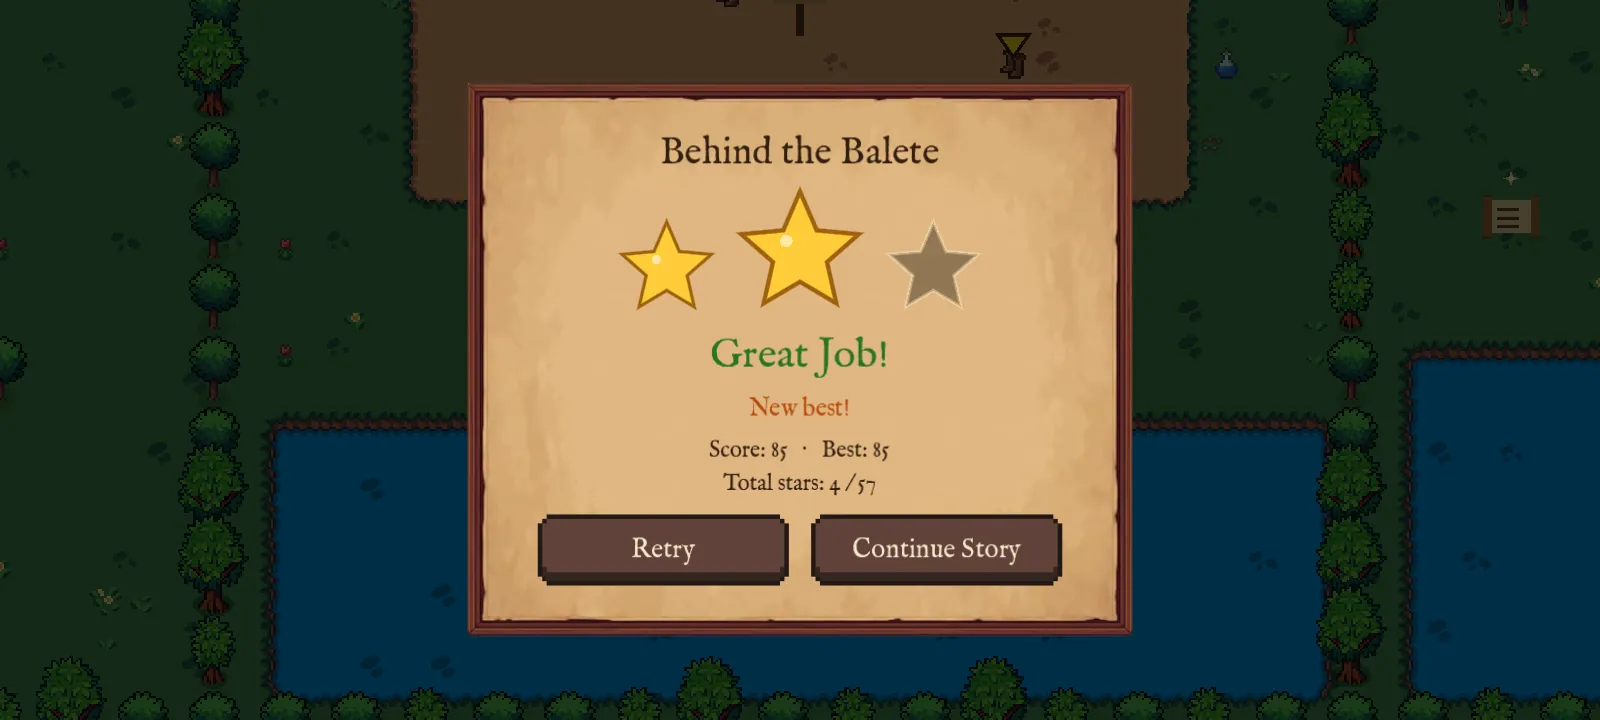 Behind the Balete
Great Job!
New best!
Score: 85 · Best: 85
Total stars: 4 / 57
Retry
Continue Story